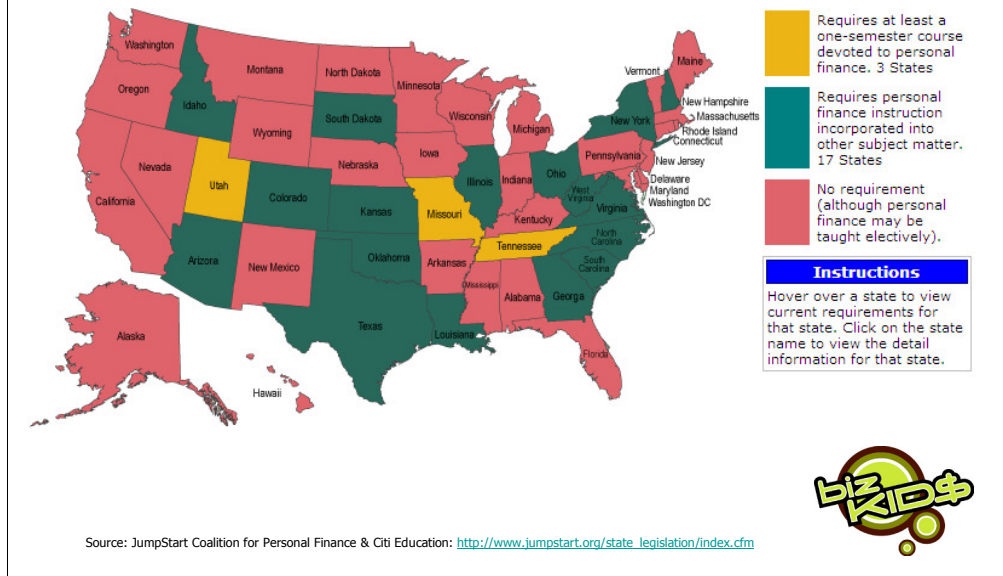 Washington
Oregon
California
Nevada
Idaho
Montana
Wyoming
Utah
Arizora
Colorado
New Mexico
North Dakota
South Dakota
Nebraska
Kansas
Oklahoma
Texas
Minnesota
Iowa
Missouri
Arkansas
Louisiana
Wisconsin
Illinois
Michigan
Indiana
Ohio
Kentucky
Tennessee
Mississippi
Alabama
Georga
Florida
South
Carolina
North
Carolina
Virginia
West
Virginia
Pennsylvania
New York
Vermont
Maine
New Hampshire
Massachusetts
Rhode Island
Connecticut
New Jersey
Delaware
Maryland
Washington DC
Alaska
Hawaii
Requires at least a
one-semester course
devoted to personal
finance. 3 States
Requires personal
finance instruction
incorporated into
other subject matter.
17 States
No requirement
(although personal
finance may be
taught electively).
Instructions
Hover over a state to view
current requirements for
that state. Click on the state
name to view the detail
information for that state.
biz
KID$
Source: JumpStart Coalition for Personal Finance & Citi Education: http://www.jumpstart.org/state_legislation/index.cfm